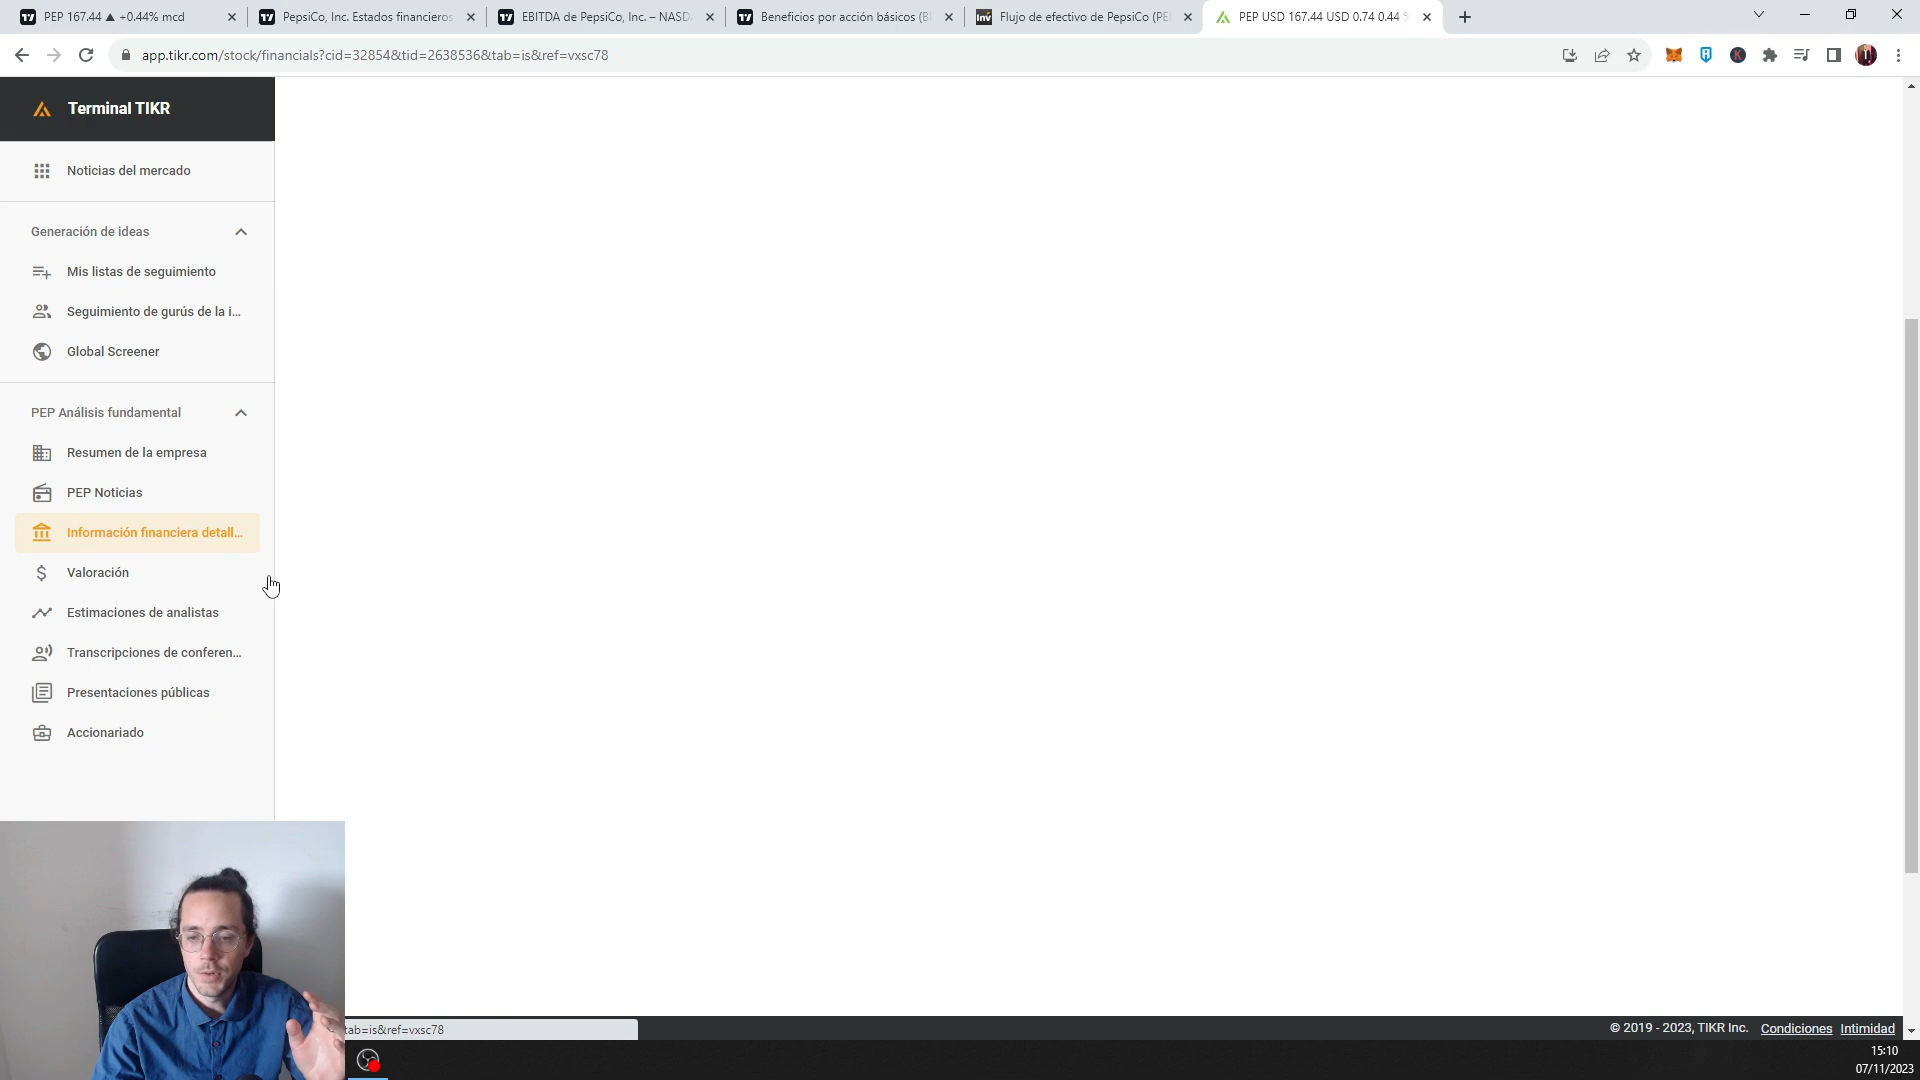 PEP 167.44 ▲ +0.44% mcd
PepsiCo, Inc. Estados financieros
EBITDA de PepsiCo, Inc. – NASD
Beneficios por acción básicos (B
Flujo de efectivo de PepsiCo (PE
PEP USD 167.44 USD 0.74 0.44 %
app.tikr.com/stock/financials?cid=32854&tid=2638536&tab=is&ref=vxsc78
Terminal TIKR
Noticias del mercado
Generación de ideas
Mis listas de seguimiento
Seguimiento de gurús de la i...
Global Screener
PEP Análisis fundamental
Resumen de la empresa
PEP Noticias
Información financiera detall...
Valoración
Estimaciones de analistas
Transcripciones de conferen...
Presentaciones públicas
Accionariado
tab=is&ref=vxsc78
© 2019 - 2023, TIKR Inc. Condiciones Intimidad
15:10
07/11/2023